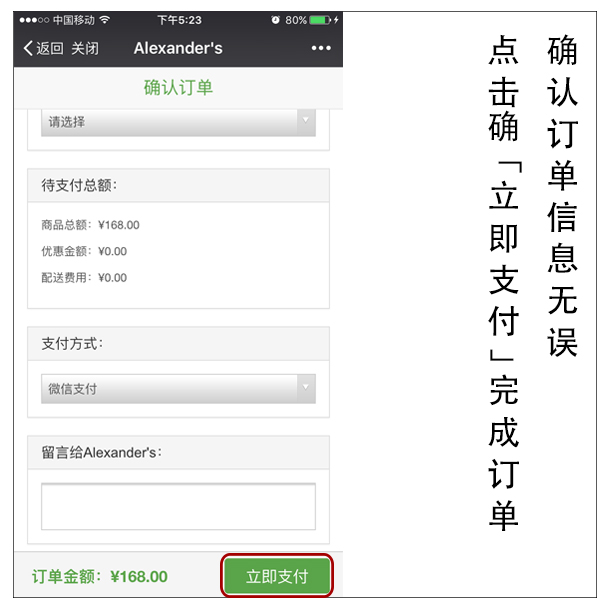 中国移动 下午5:23 80%
返回 关闭 Alexander's
确认订单
请选择
待支付总额：
商品总额：¥168.00
优惠金额：¥0.00
配送费用：¥0.00
支付方式：
微信支付
留言给Alexander's：
订单金额：¥168.00 立即支付
确认订单信息无误
点击确「立即支付」完成订单